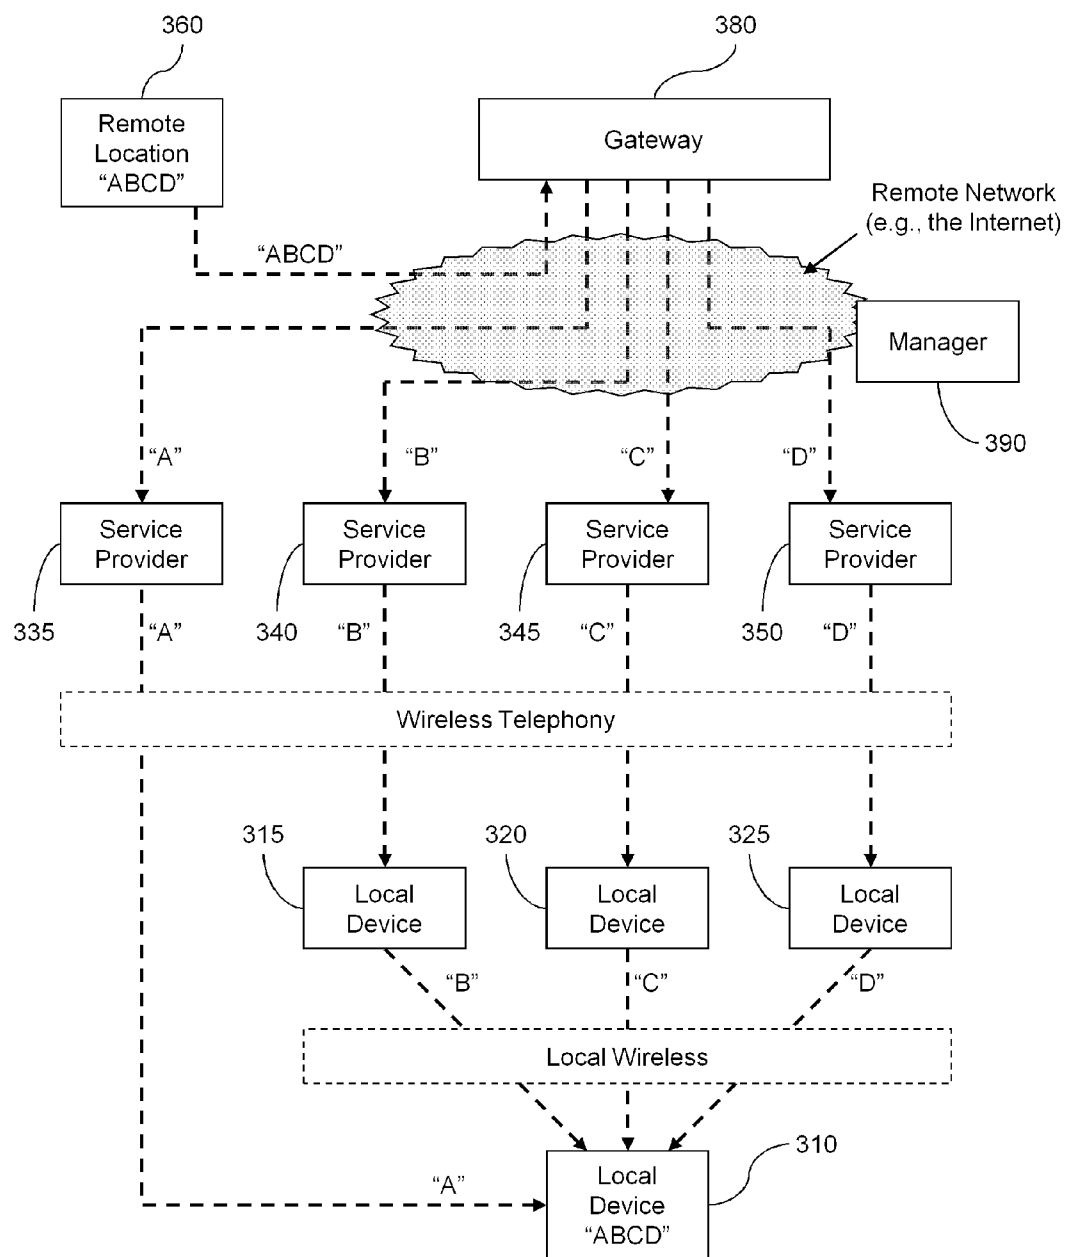 360
380
Remote
Location
“ABCD”
Gateway
Remote Network
(e.g., the Internet)
“ABCD”
Manager
390
“A”
“B”
“C”
“D”
Service
Provider
Service
Provider
Service
Provider
Service
Provider
335
“A”
340
“B”
345
“C”
350
“D”
Wireless Telephony
315
320
325
Local
Device
Local
Device
Local
Device
“B”
“C”
“D”
Local Wireless
310
Local
Device
“ABCD”
“A”